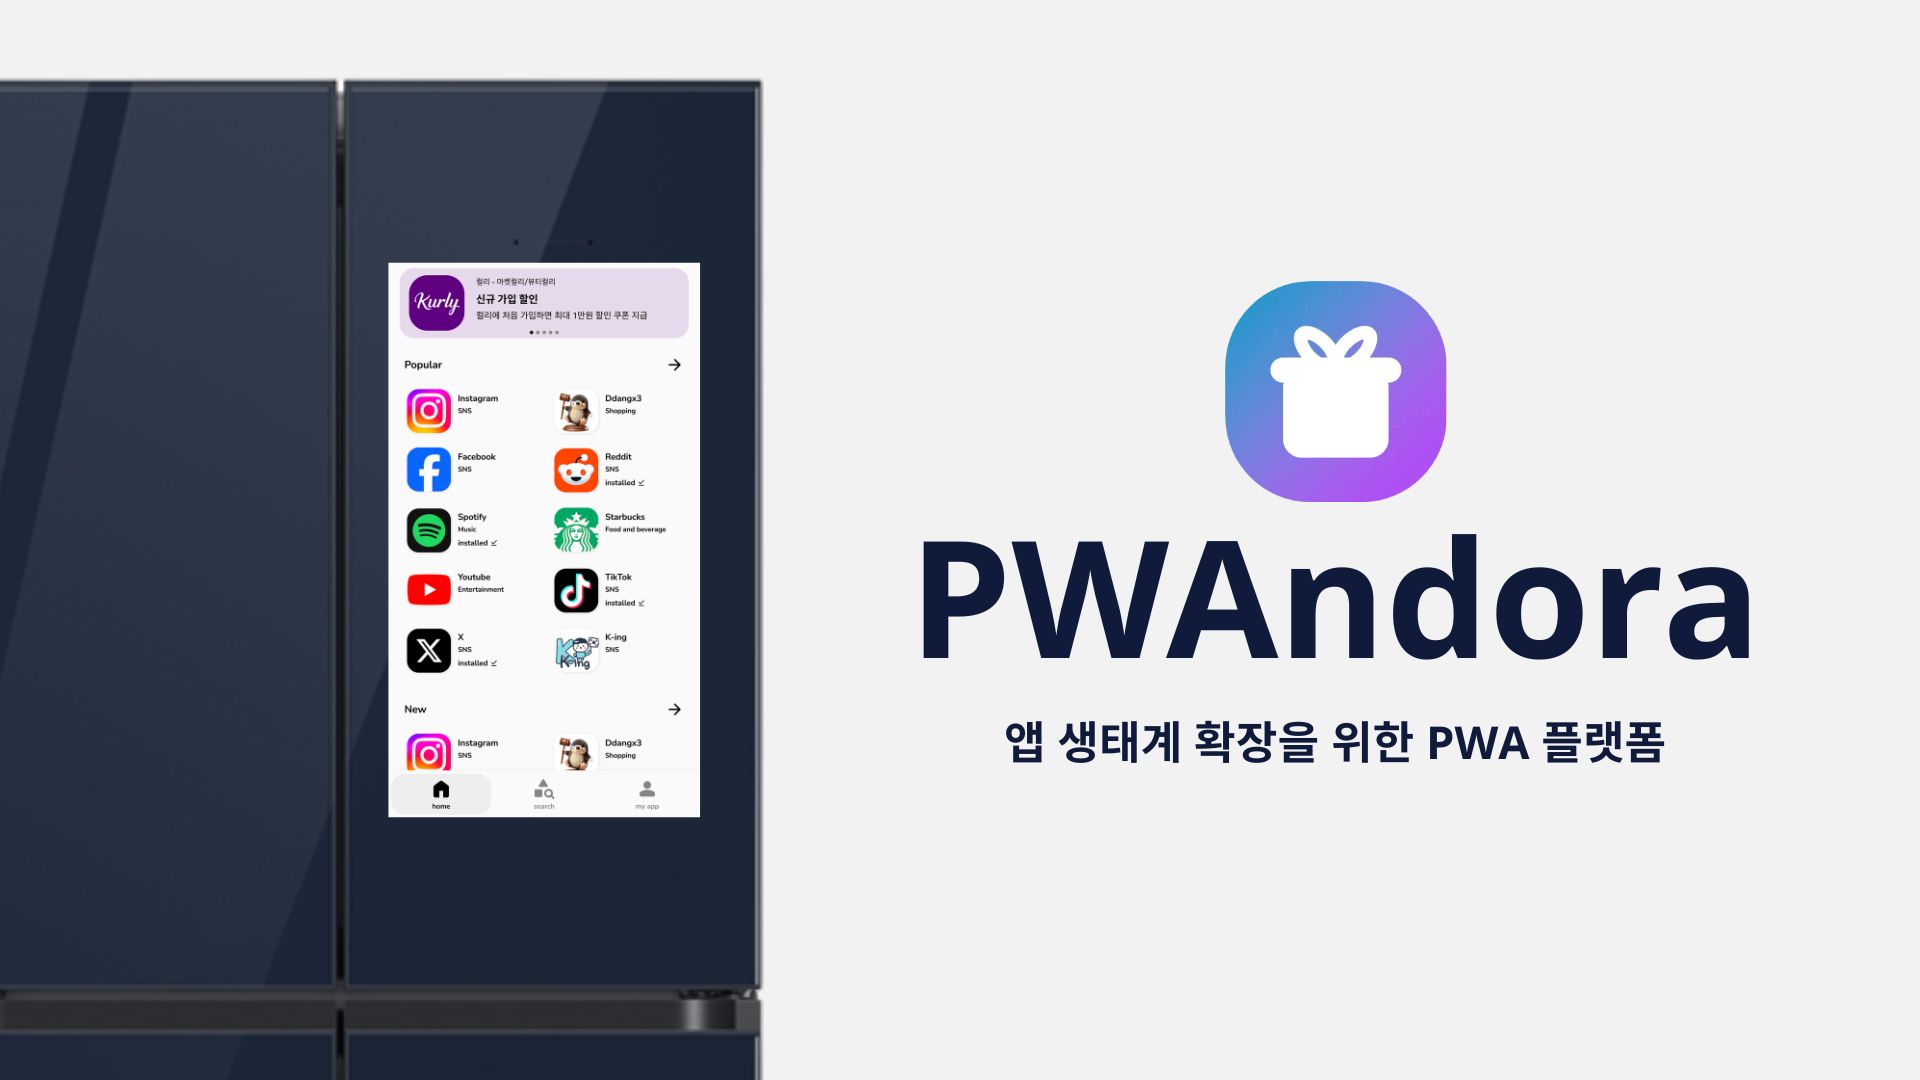 Kurly
컬리 - 마켓컬리/뷰티컬리
신규 가입 할인
컬리에 처음 가입하면 최대 1만원 할인 쿠폰 지급
Popular
Instagram
SNS
Ddangx3
Shopping
Facebook
SNS
Reddit
SNS
installed
Spotify
Music
installed
Starbucks
Food and beverage
Youtube
Entertainment
TikTok
SNS
installed
X
SNS
installed
K-ing
K-ing
SNS
New
Instagram
SNS
Ddangx3
Shopping
home
search
my app
PWAndora
앱 생태계 확장을 위한 PWA 플랫폼